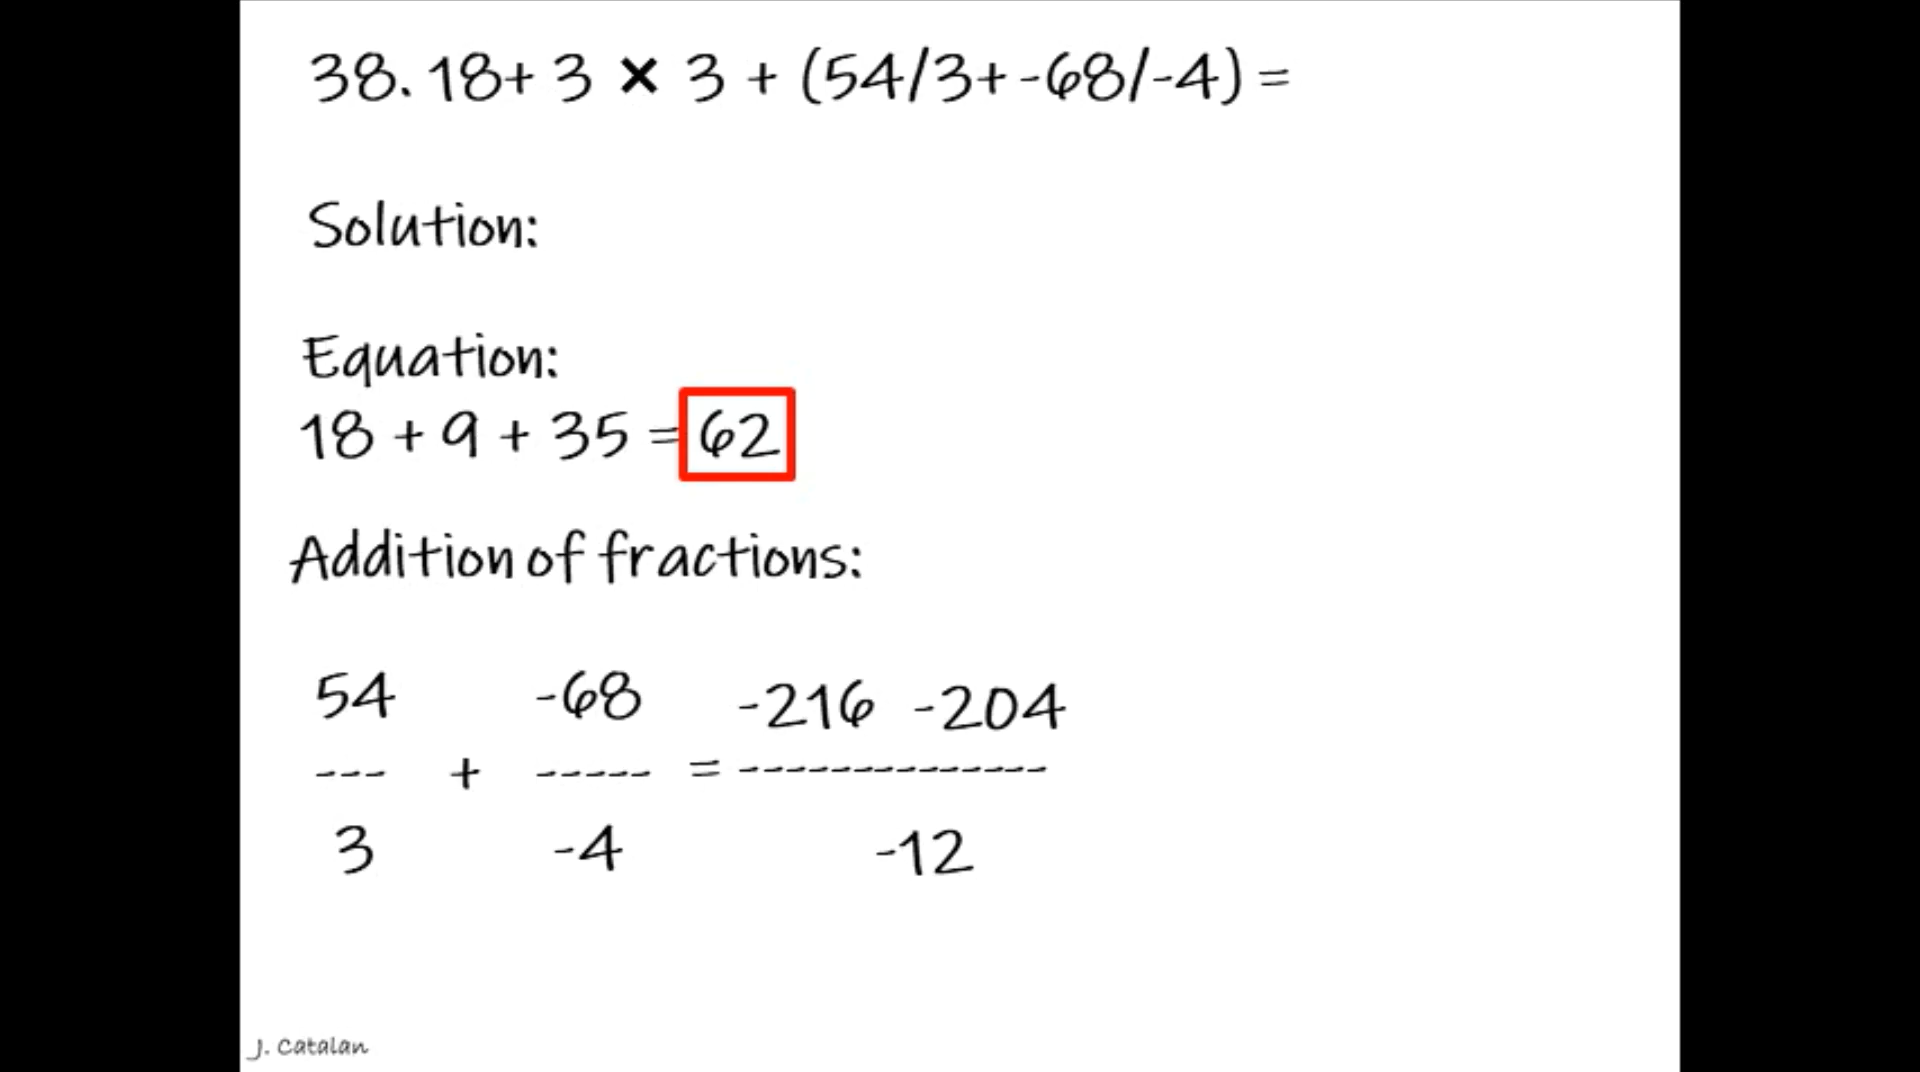 38. 18+ 3 × 3 + (54/3+ -68/-4) =
Solution:
Equation:
18 + 9 + 35 = 62
Addition of fractions:
54 -68 -216 -204
--- + ----- = --------------
3 -4 -12
J. Catalan